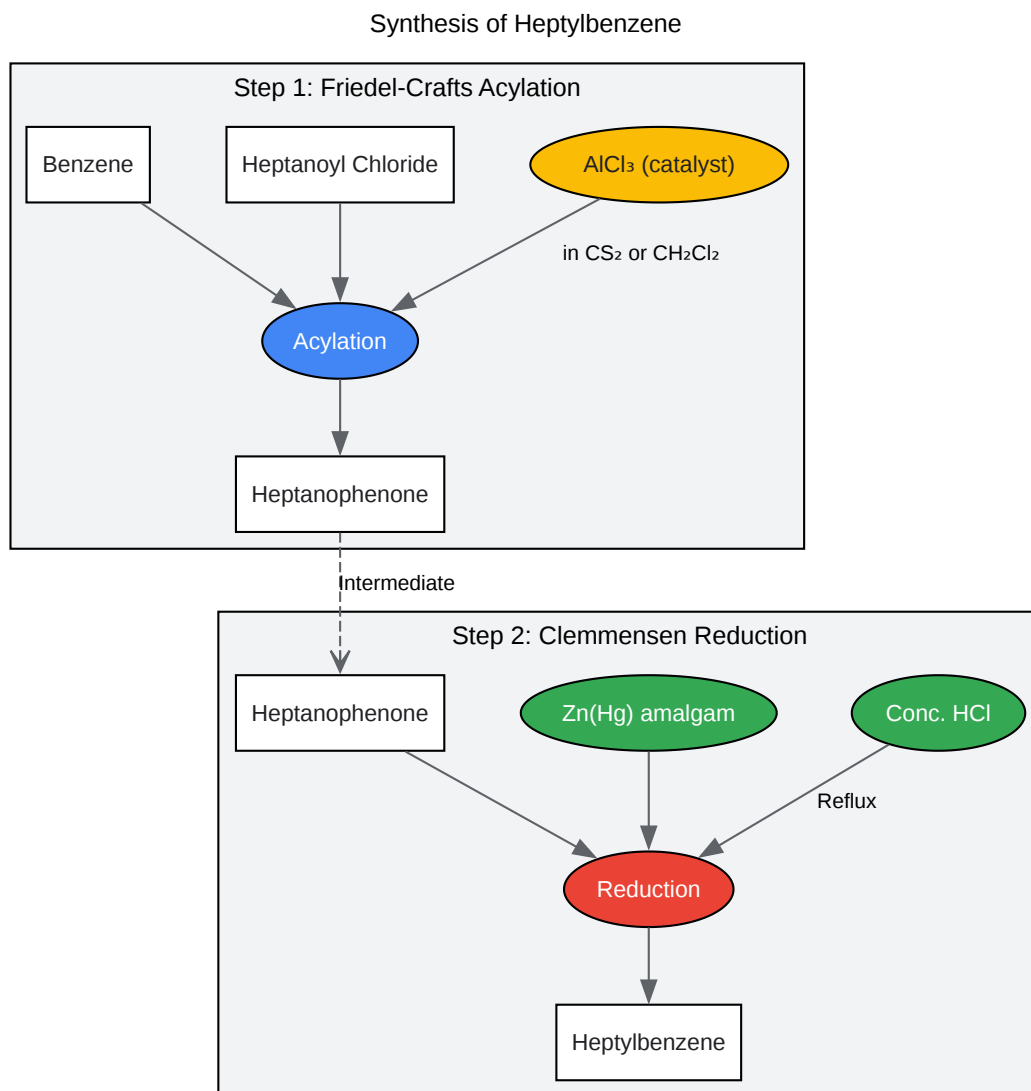 Synthesis of Heptylbenzene
Step 1: Friedel-Crafts Acylation
Benzene
Heptanoyl Chloride
AlCl₃ (catalyst)
in CS₂ or CH₂Cl₂
Acylation
Heptanophenone
Intermediate
Step 2: Clemmensen Reduction
Heptanophenone
Zn(Hg) amalgam
Conc. HCl
Reflux
Reduction
Heptylbenzene